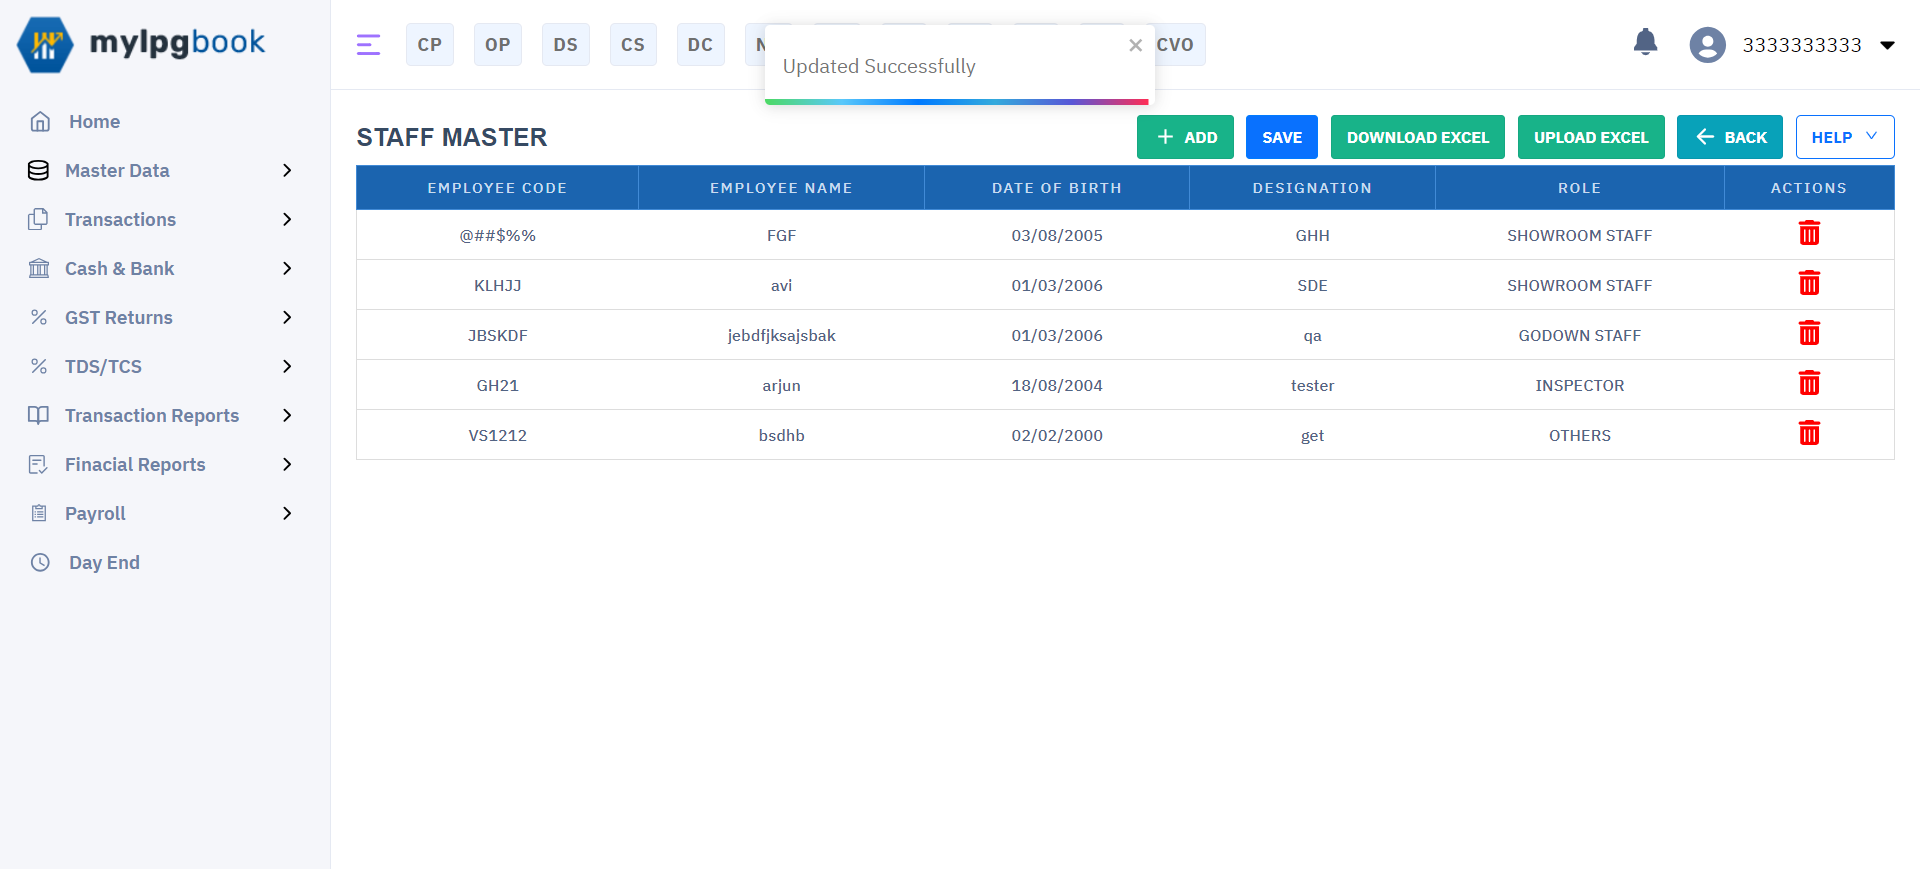 mylpgbook
CP OP DS CS DC CVO
Updated Successfully
3333333333
Home
Master Data
Transactions
Cash & Bank
GST Returns
TDS/TCS
Transaction Reports
Finacial Reports
Payroll
Day End
STAFF MASTER
ADD SAVE DOWNLOAD EXCEL UPLOAD EXCEL BACK HELP
EMPLOYEE CODE EMPLOYEE NAME DATE OF BIRTH DESIGNATION ROLE ACTIONS
@##$%% FGF 03/08/2005 GHH SHOWROOM STAFF
KLHJJ avi 01/03/2006 SDE SHOWROOM STAFF
JBSKDF jebdfjksajsbak 01/03/2006 qa GODOWN STAFF
GH21 arjun 18/08/2004 tester INSPECTOR
VS1212 bsdhb 02/02/2000 get OTHERS